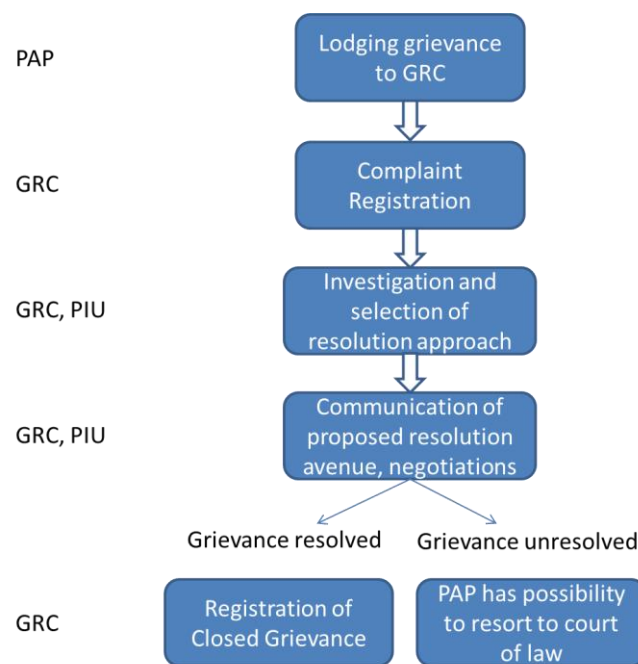 PAP
Lodging grievance
to GRC
GRC
Complaint
Registration
GRC, PIU
Investigation and
selection of
resolution approach
GRC, PIU
Communication of
proposed resolution
avenue, negotiations
Grievance resolved
Grievance unresolved
GRC
Registration of
Closed Grievance
PAP has possibility
to resort to court
of law